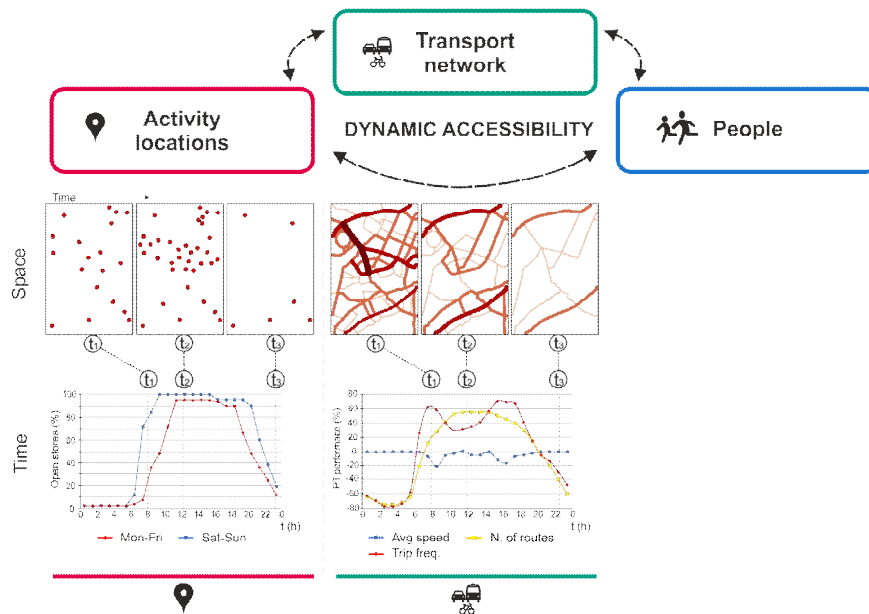 Transport
network
Activity
locations
DYNAMIC ACCESSIBILITY
People
Time
Space
t1 t2 t3 t1 t2 t3
t1 t2 t3 t1 t2 t3
Time
Open stores (%)
100
80
60
40
20
0
0 2 4 6 8 10 12 14 16 18 20 22 0
t (h)
Mon-Fri Sat-Sun
PT performace (%)
80
60
40
20
0
-20
-40
-60
-80
0 2 4 6 8 10 12 14 16 18 20 22 0
t (h)
Avg speed N. of routes
Trip freq.